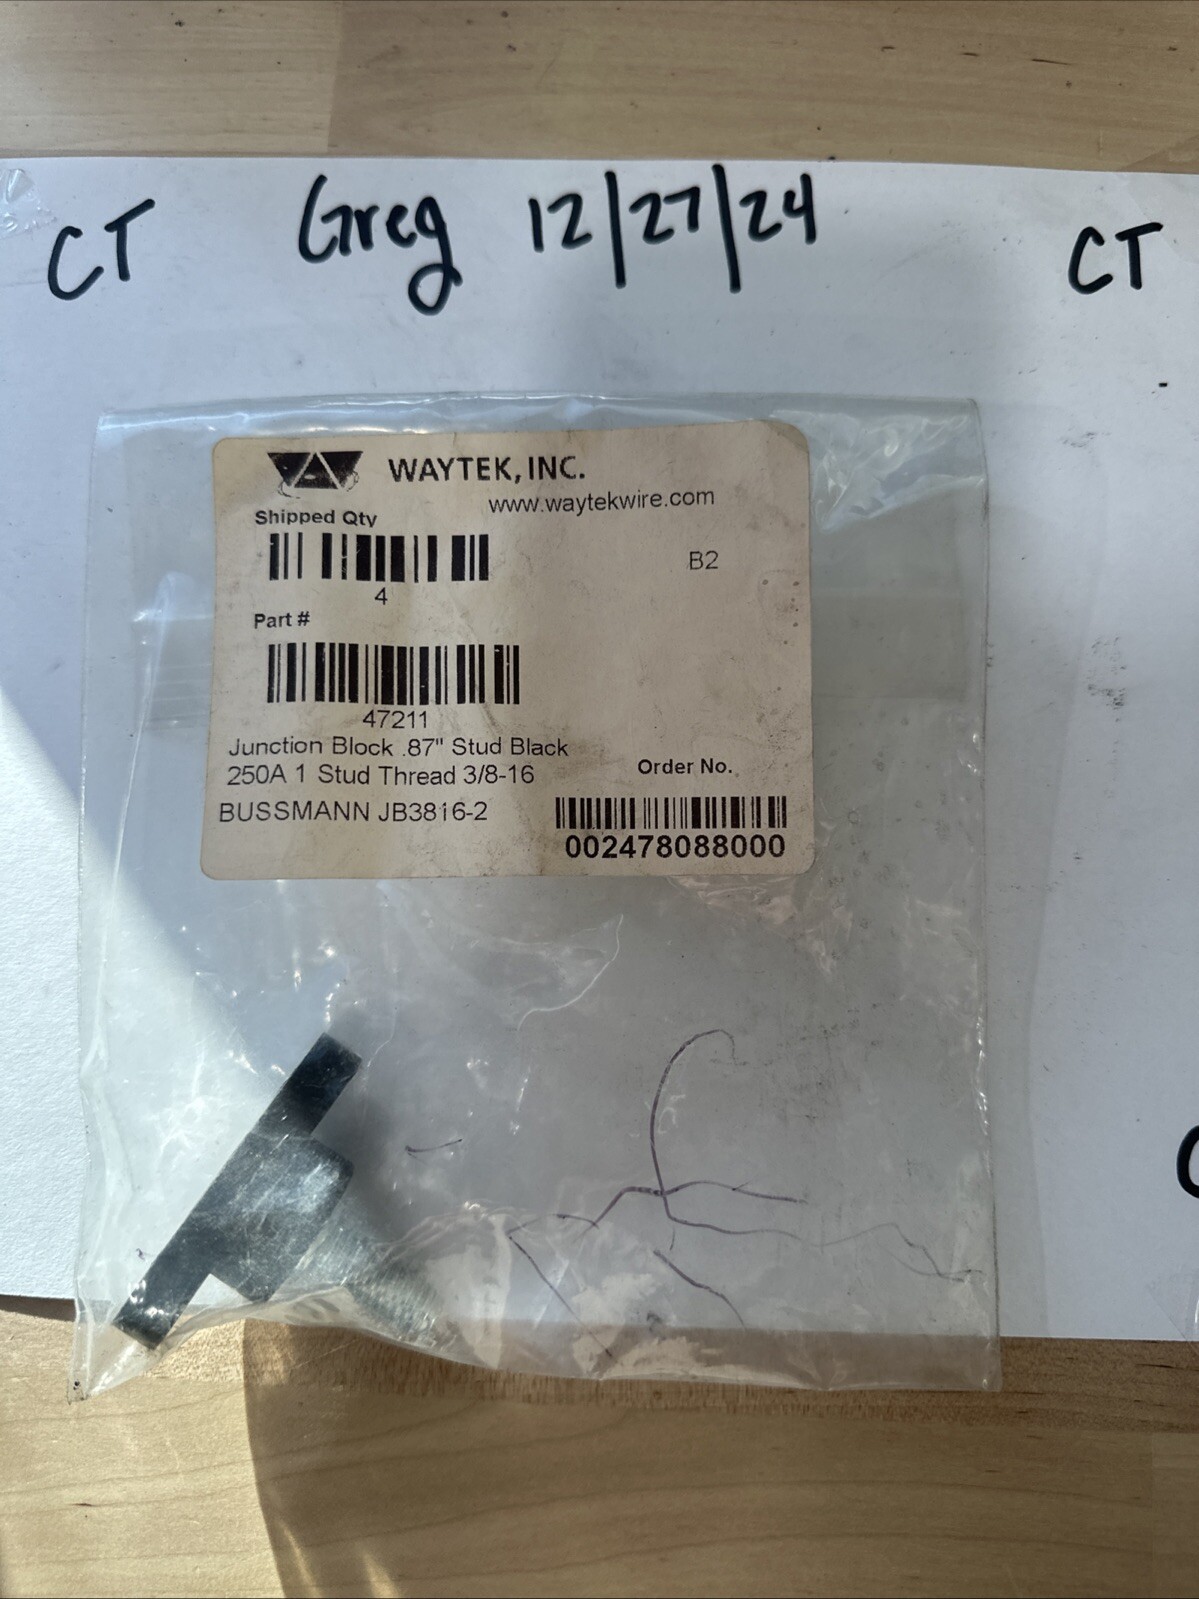 CT Greg 12/27/24 CT
WAYTEK, INC.
www.waytekwire.com
Shipped Qty
B2
4
Part #
47211
Junction Block .87" Stud Black
250A 1 Stud Thread 3/8-16
Order No.
BUSSMANN JB3816-2
002478088000